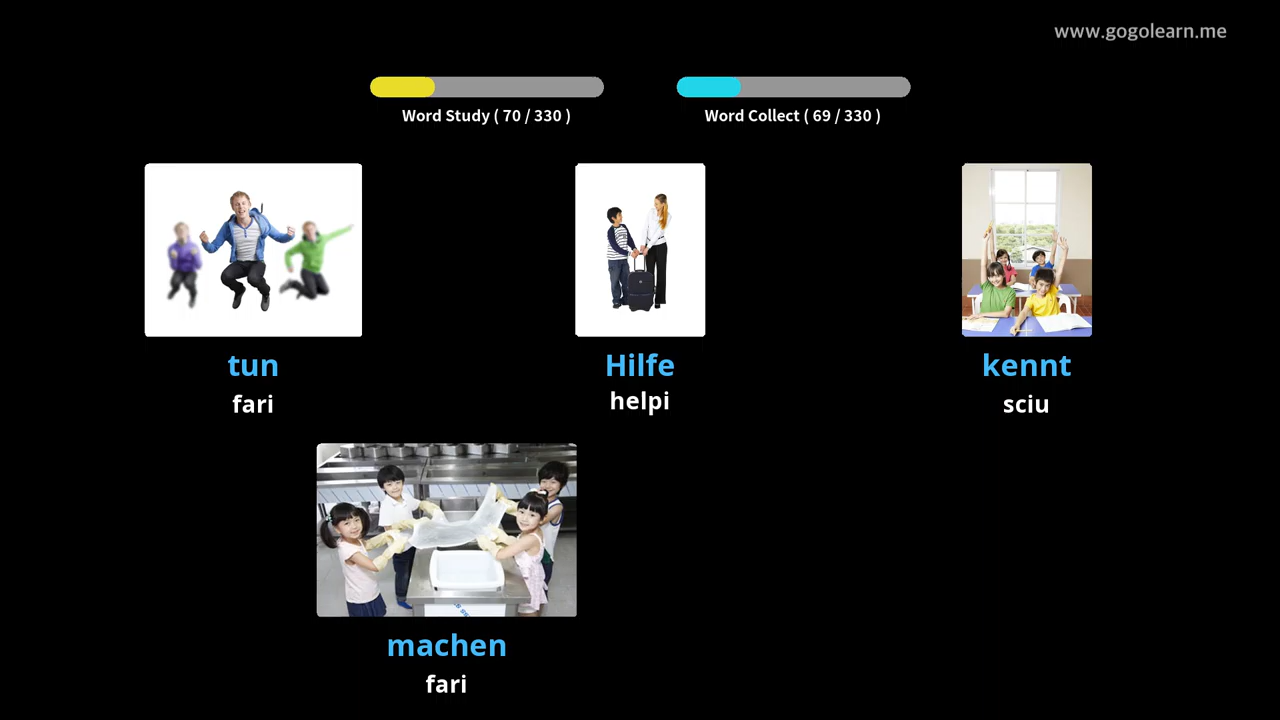 www.gogolearn.me
Word Study ( 70 / 330 )
Word Collect ( 69 / 330 )
tun
fari
Hilfe
helpi
kennt
sciu
machen
fari